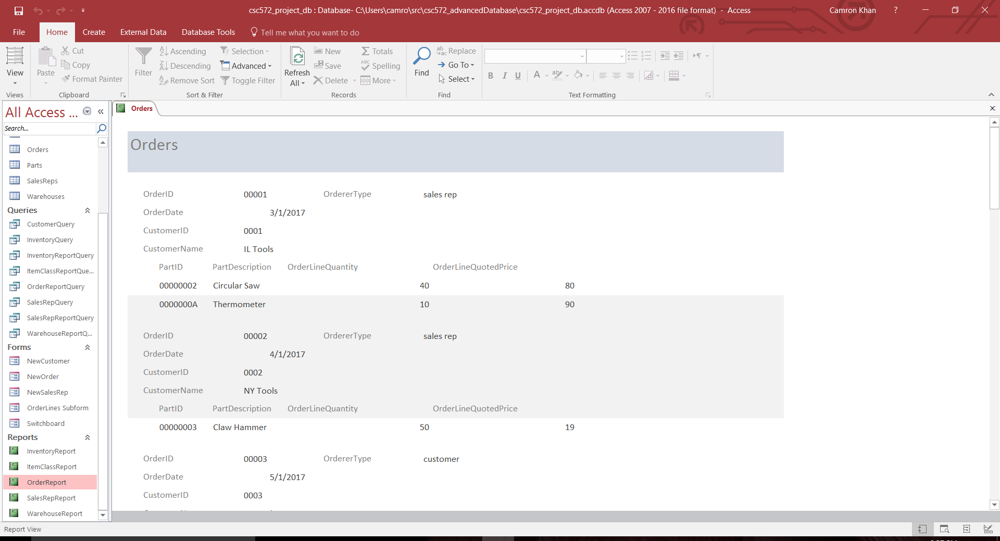 csc572_project_db : Database- C:\Users\camro\src\csc572_advancedDatabase\csc572_project_db.accdb (Access 2007 - 2016 file format) - Access
Camron Khan ?
File Home Create External Data Database Tools Tell me what you want to do
View
Views
Paste
Cut
Copy
Format Painter
Clipboard
Filter
Ascending
Descending
Remove Sort
Selection
Advanced
Toggle Filter
Sort & Filter
Refresh
All
New
Save
Delete
Totals
Spelling
More
Records
Find
Replace
Go To
Select
Find
B I U A
Text Formatting
All Access ...
Search...
Orders
Parts
SalesReps
Warehouses
Queries
CustomerQuery
InventoryQuery
InventoryReportQuery
ItemClassReportQue...
OrderReportQuery
SalesRepQuery
SalesRepReportQuery
WarehouseReportQ...
Forms
NewCustomer
NewOrder
NewSalesRep
OrderLines Subform
Switchboard
Reports
InventoryReport
ItemClassReport
OrderReport
SalesRepReport
WarehouseReport
Orders
Orders
OrderID 00001 OrdererType sales rep
OrderDate 3/1/2017
CustomerID 0001
CustomerName IL Tools
PartID PartDescription OrderLineQuantity OrderLineQuotedPrice
00000002 Circular Saw 40 80
0000000A Thermometer 10 90
OrderID 00002 OrdererType sales rep
OrderDate 4/1/2017
CustomerID 0002
CustomerName NY Tools
PartID PartDescription OrderLineQuantity OrderLineQuotedPrice
00000003 Claw Hammer 50 19
OrderID 00003 OrdererType customer
OrderDate 5/1/2017
CustomerID 0003
Report View